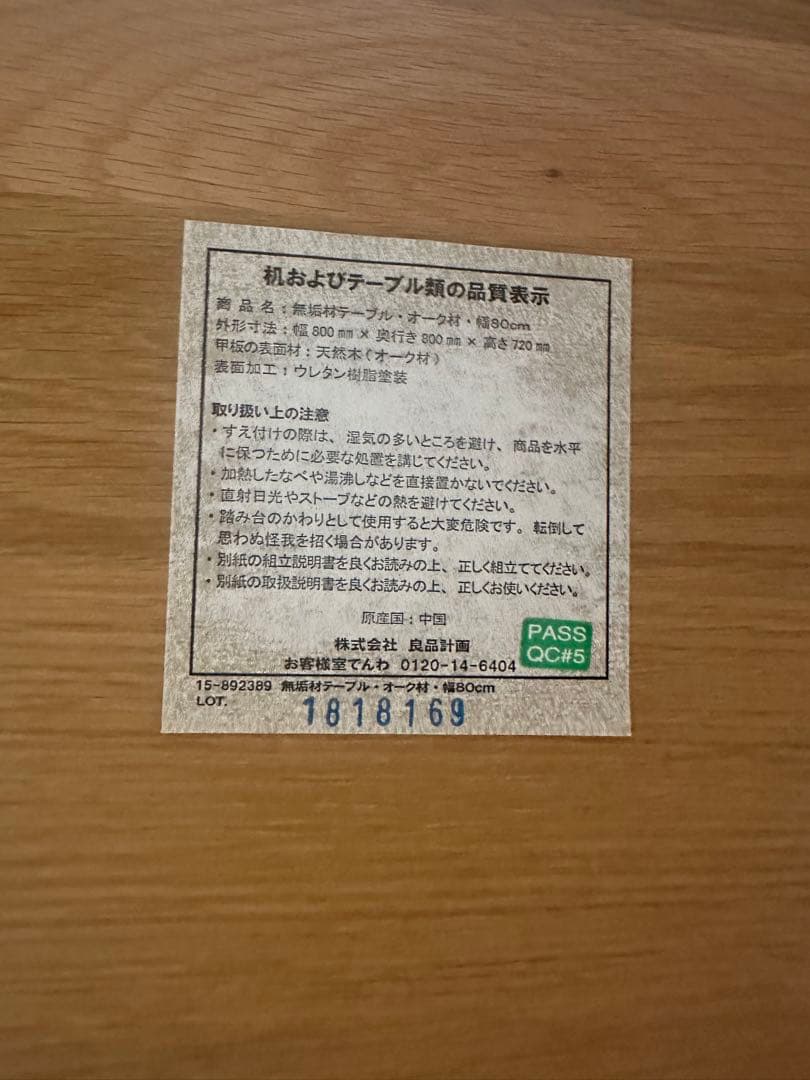 机およびテーブル類の品質表示
商 品 名：無垢材テーブル・オーク材・幅80cm
外形寸法：幅 800 mm × 奥行き 800 mm × 高さ 720 mm
甲板の表面材：天然木（オーク材）
表面加工：ウレタン樹脂塗装
取り扱い上の注意
・すえ付けの際は、湿気の多いところを避け、商品を水平
に保つために必要な処置を講じてください。
・加熱したなべや湯沸しなどを直接置かないでください。
・直射日光やストーブなどの熱を避けてください。
・踏み台のかわりとして使用すると大変危険です。転倒して
思わぬ怪我を招く場合があります。
・別紙の組立説明書を良くお読みの上、正しく組立ててください。
・別紙の取扱説明書を良くお読みの上、正しくお使いください。
原産国：中国
株式会社 良品計画
お客様室でんわ 0120-14-6404
PASS
QC#5
15-892389 無垢材テーブル・オーク材・幅80cm
LOT. 1818169